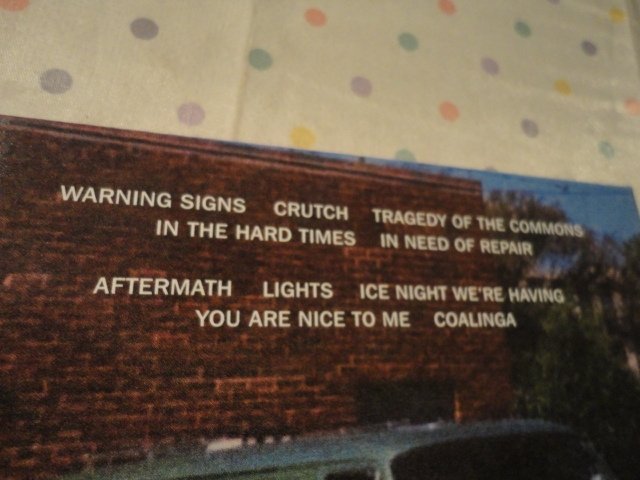 WARNING SIGNS CRUTCH TRAGEDY OF THE COMMONS
IN THE HARD TIMES IN NEED OF REPAIR
AFTERMATH LIGHTS ICE NIGHT WE'RE HAVING
YOU ARE NICE TO ME COALINGA